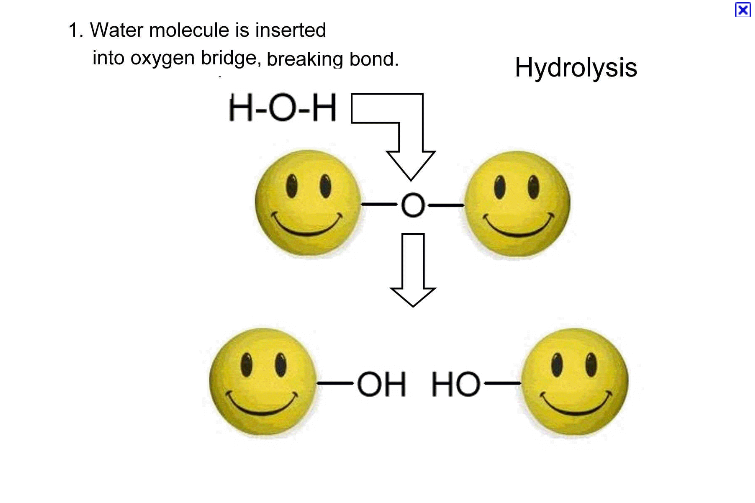 1. Water molecule is inserted
into oxygen bridge, breaking bond.
Hydrolysis
H-O-H
O
OH HO